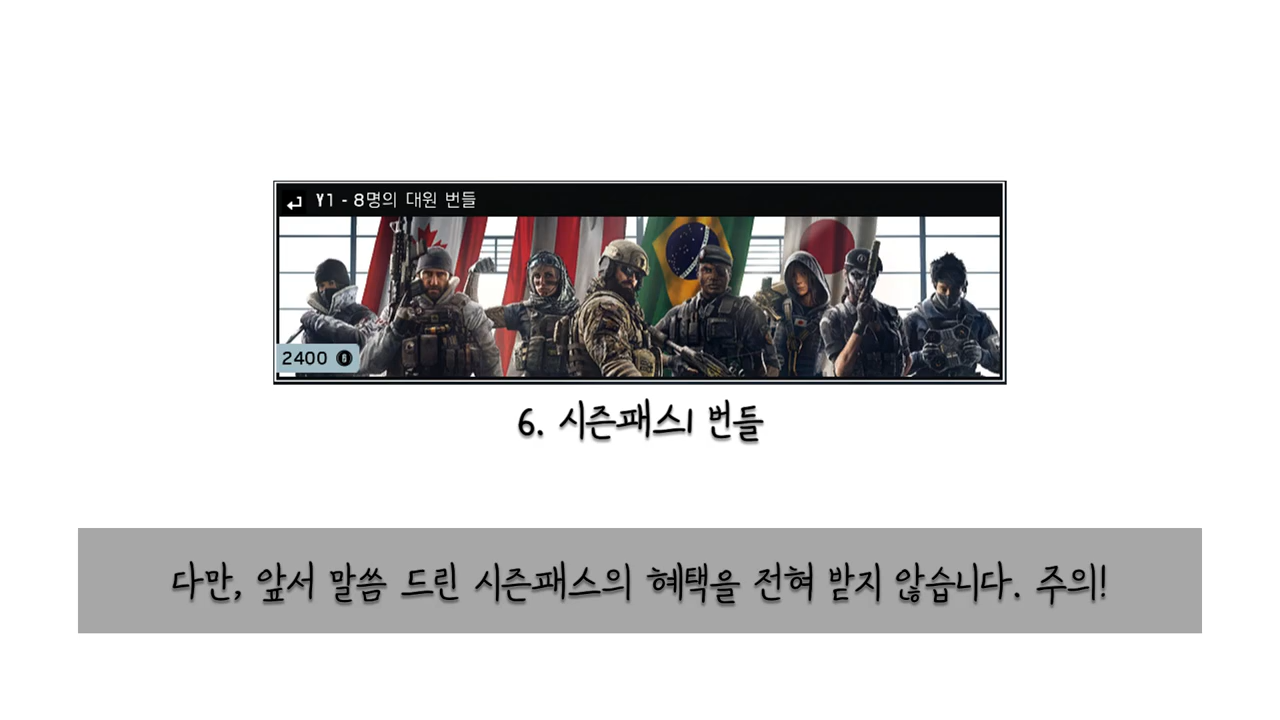 Y1 - 8명의 대원 번들
2400
6. 시즌패스1 번들
다만, 앞서 말씀 드린 시즌패스의 혜택을 전혀 받지 않습니다. 주의!